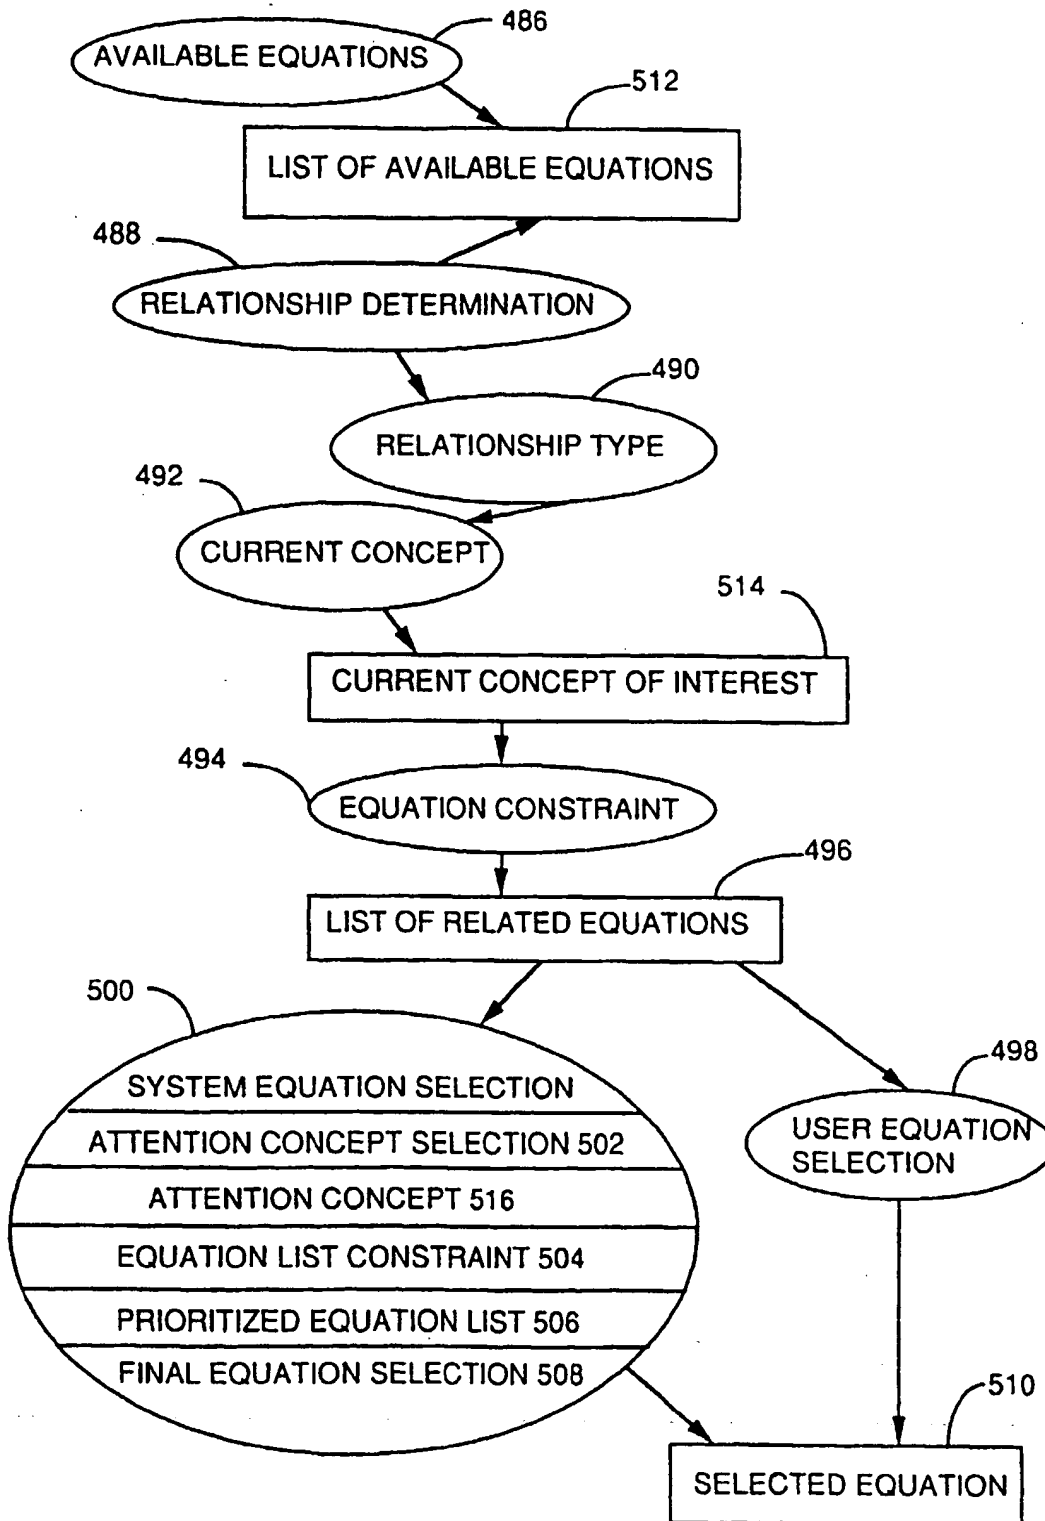 486
AVAILABLE EQUATIONS
512
LIST OF AVAILABLE EQUATIONS
488
RELATIONSHIP DETERMINATION
490
RELATIONSHIP TYPE
492
CURRENT CONCEPT
514
CURRENT CONCEPT OF INTEREST
494
EQUATION CONSTRAINT
496
LIST OF RELATED EQUATIONS
500
SYSTEM EQUATION SELECTION
ATTENTION CONCEPT SELECTION 502
ATTENTION CONCEPT 516
EQUATION LIST CONSTRAINT 504
PRIORITIZED EQUATION LIST 506
FINAL EQUATION SELECTION 508
498
USER EQUATION
SELECTION
510
SELECTED EQUATION